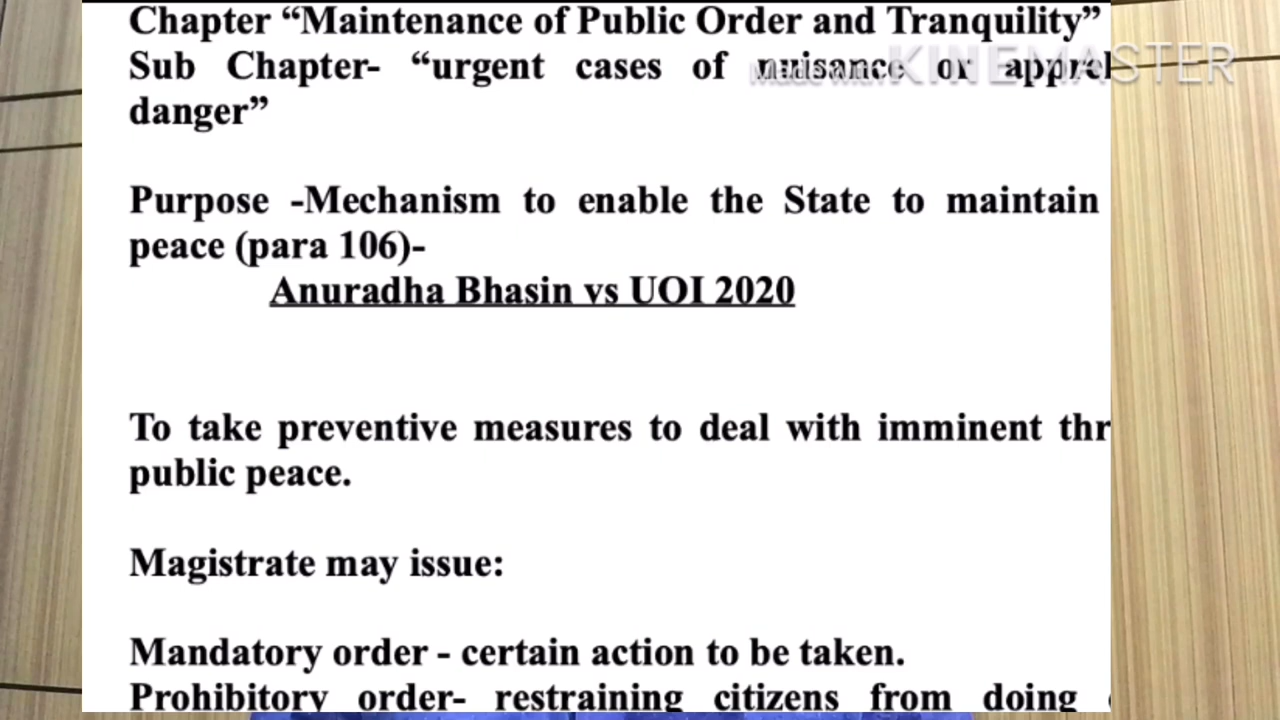 Chapter “Maintenance of Public Order and Tranquility”
Sub Chapter- “urgent cases of nuisance or
danger”
Purpose -Mechanism to enable the State to maintain
peace (para 106)-
Anuradha Bhasin vs UOI 2020
To take preventive measures to deal with imminent
public peace.
Magistrate may issue:
Mandatory order - certain action to be taken.
Prohibitory order- restraining citizens from doing
Made with KINEMASTER